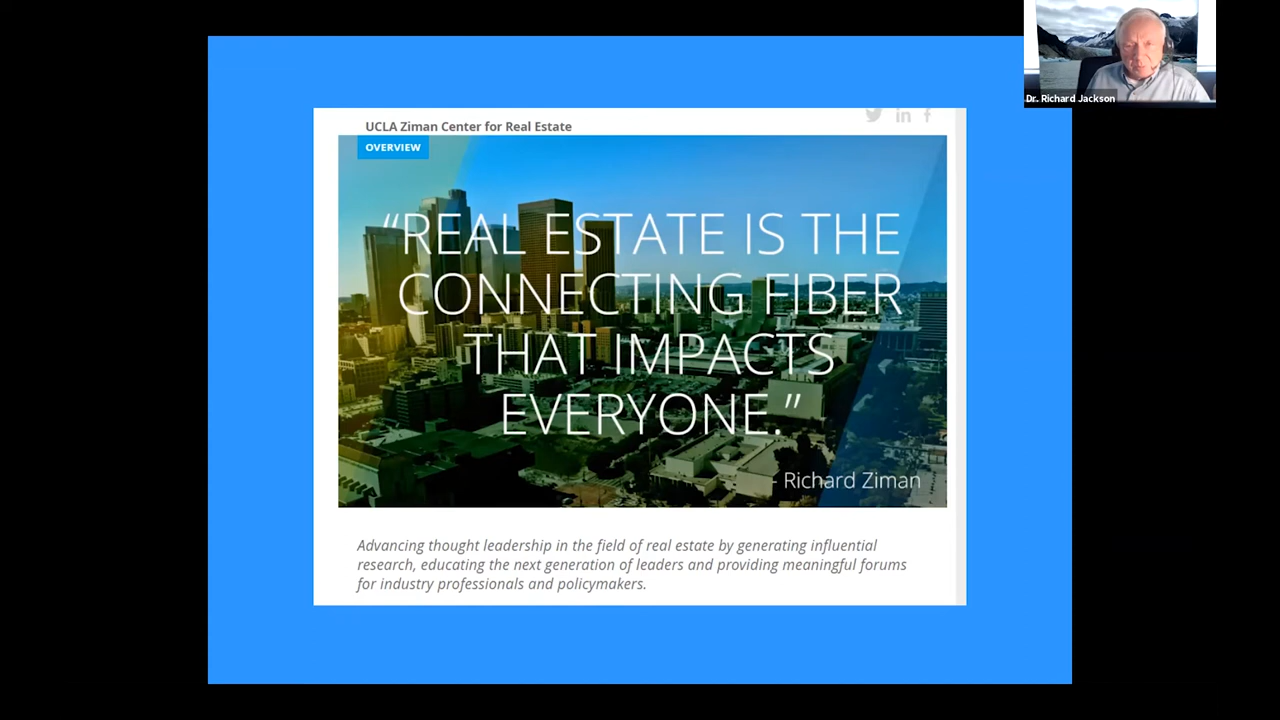 Dr. Richard Jackson
UCLA Ziman Center for Real Estate
OVERVIEW
“REAL ESTATE IS THE
CONNECTING FIBER
THAT IMPACTS
EVERYONE.”
- Richard Ziman
Advancing thought leadership in the field of real estate by generating influential
research, educating the next generation of leaders and providing meaningful forums
for industry professionals and policymakers.